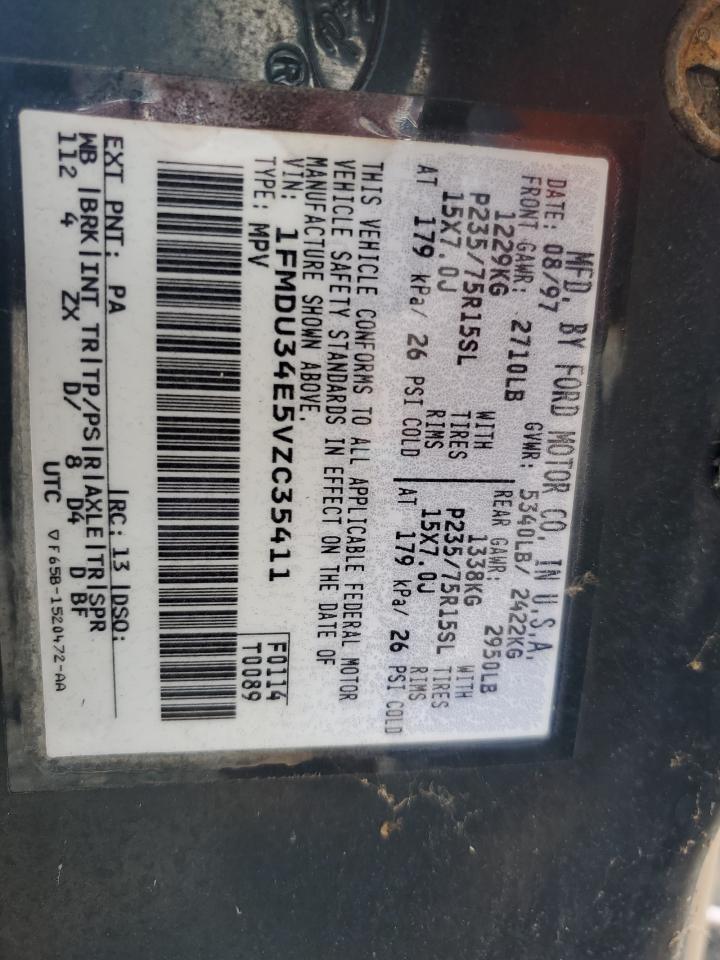 ®
MFD. BY FORD MOTOR CO. IN U.S.A.
DATE: 08/97 GVWR: 5340LB/ 2422KG
FRONT GAWR: 2710LB REAR GAWR: 2950LB
1229KG WITH 1338KG WITH
P235/75R15SL TIRES P235/75R15SL TIRES
15X7.0J RIMS 15X7.0J RIMS
AT 179 kPa/ 26 PSI COLD AT 179 kPa/ 26 PSI COLD
THIS VEHICLE CONFORMS TO ALL APPLICABLE FEDERAL MOTOR
VEHICLE SAFETY STANDARDS IN EFFECT ON THE DATE OF
MANUFACTURE SHOWN ABOVE.
VIN: 1FMDU34E5VZC35411 F0114
TYPE: MPV T0089
EXT PNT: PA |RC: 13 |DSO:
WB |BRK|INT TR|TP/PS|R|AXLE|TR|SPR
112 4 ZX D/ 8 D4 D BF
UTC ▽F65B-1520472-AA